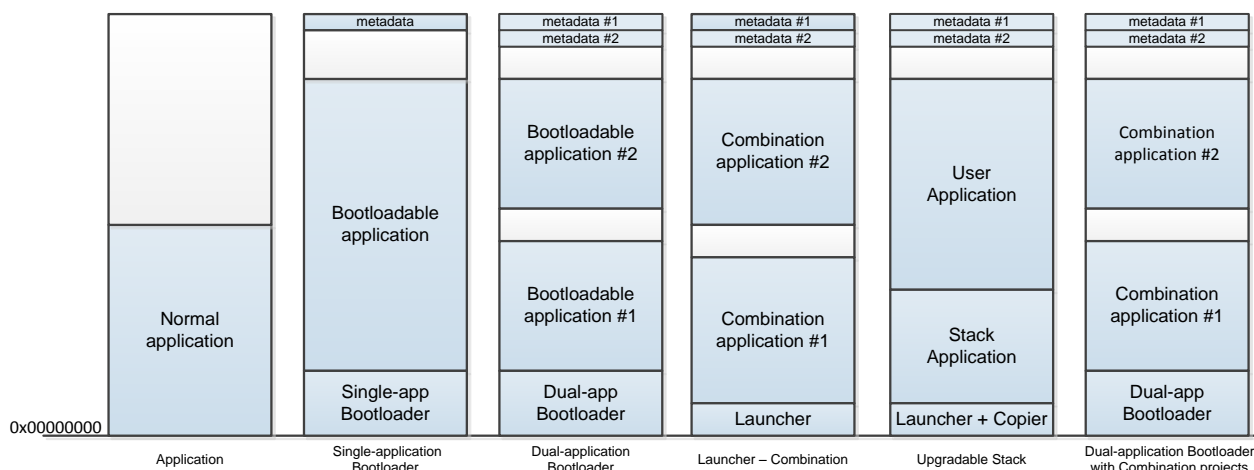 metadata
metadata #1
metadata #1
metadata #1
metadata #1
metadata #2
metadata #2
metadata #2
metadata #2
Normal
application
Bootloadable
application
Single-app
Bootloader
Bootloadable
application #2
Bootloadable
application #1
Dual-app
Bootloader
Combination
application #2
Combination
application #1
Launcher
User
Application
Stack
Application
Launcher + Copier
Combination
application #2
Combination
application #1
Dual-app
Bootloader
0x00000000
Application
Single-application
Bootloader
Dual-application
Bootloader
Launcher – Combination
Upgradable Stack
Dual-application Bootloader
with Combination projects